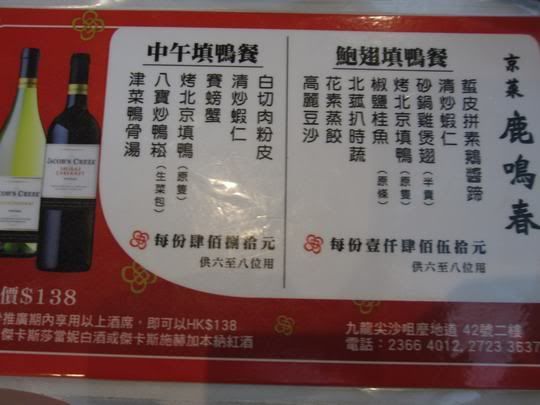 京菜 鹿鳴春
鮑翅填鴨餐
蜇皮拼素鵝醬蹄
清炒蝦仁
砂鍋雞煲翅(半賣)
烤北京填鴨(原隻)
椒鹽桂魚(原條)
北菰扒時蔬
花素蒸餃
高麗豆沙
每份壹仟肆佰伍拾元
供六至八位用
中午填鴨餐
白切肉粉皮
清炒蝦仁
賽螃蟹
烤北京填鴨(原隻)
八寶炒鴨崧(生菜包)
津菜鴨骨湯
每份肆佰捌拾元
供六至八位用
JACOB'S CREEK
JACOB'S CREEK
SHIRAZ
CABERNET
價$138
推廣期內享用以上酒席,即可以HK$138
傑卡斯莎當妮白酒或傑卡斯施赫加本納紅酒
九龍尖沙咀麼地道 42號二樓
電話:2366 4012, 2723 3637